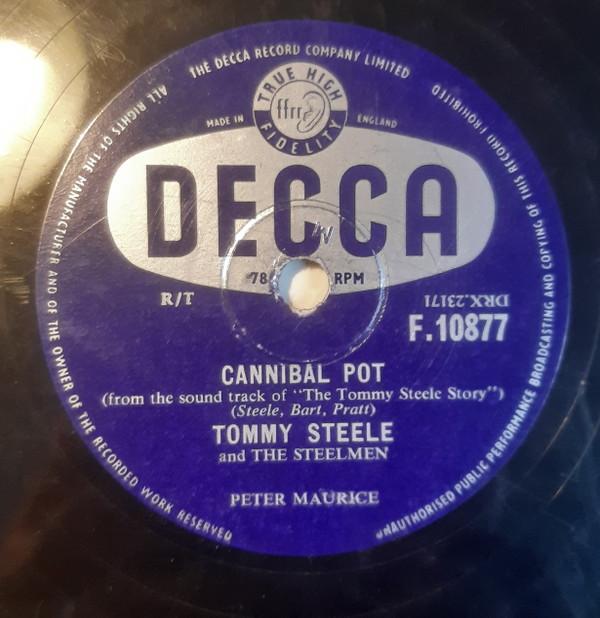 ALL RIGHTS OF THE MANUFACTURER AND OF THE OWNER OF THE RECORDED WORK RESERVED
THE DECCA RECORD COMPANY LIMITED
UNAUTHORISED PUBLIC PERFORMANCE BROADCASTING AND COPYING OF THIS RECORD PROHIBITED
TRUE HIGH
ffrr
FIDELITY
MADE IN ENGLAND
DECCA
78 RPM
R/T
DRX.23171
F.10877
CANNIBAL POT
(from the sound track of "The Tommy Steele Story")
(Steele, Bart, Pratt)
TOMMY STEELE
and THE STEELMEN
PETER MAURICE